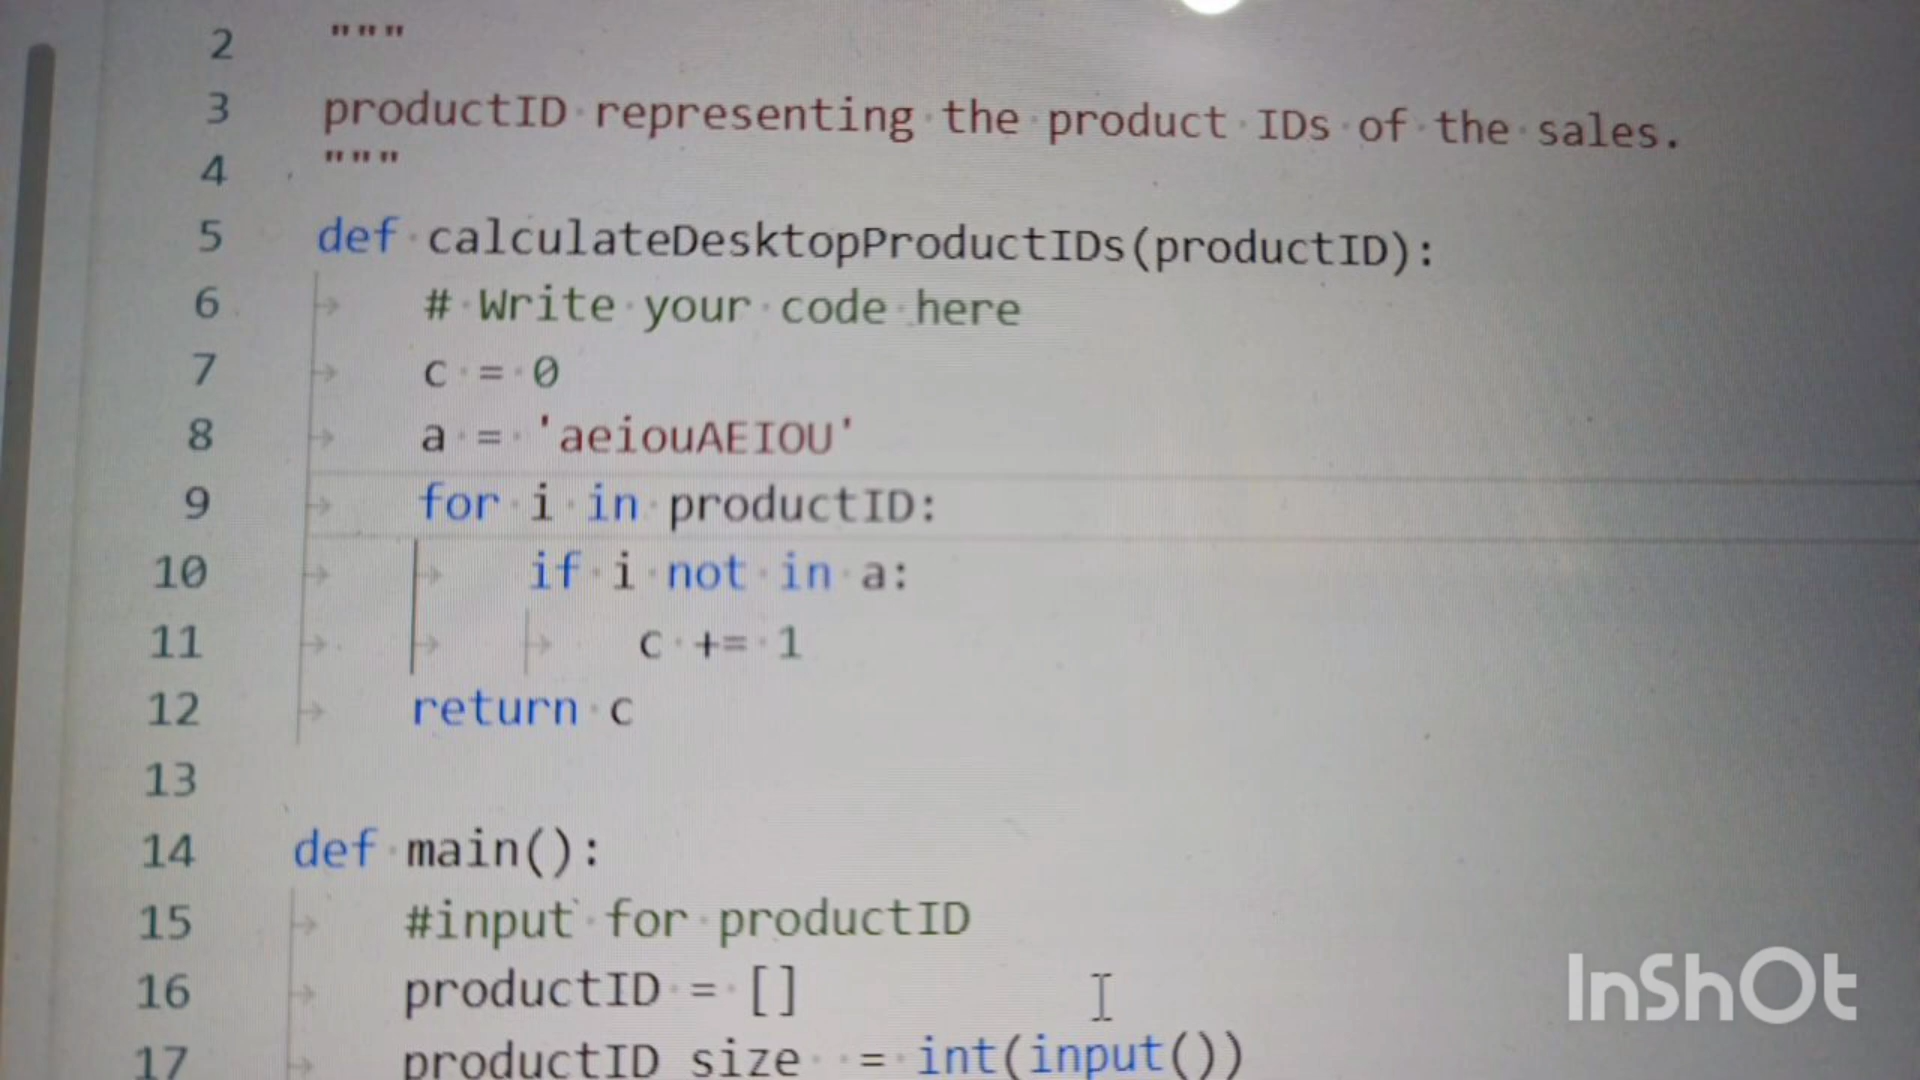 2 """
3 productID representing the product IDs of the sales.
4 """
5 def calculateDesktopProductIDs(productID):
6 # Write your code here
7 c = 0
8 a = 'aeiouAEIOU'
9 for i in productID:
10 if i not in a:
11 c += 1
12 return c
13
14 def main():
15 #input for productID
16 productID = []
17 productID size = int(input())
InShOt